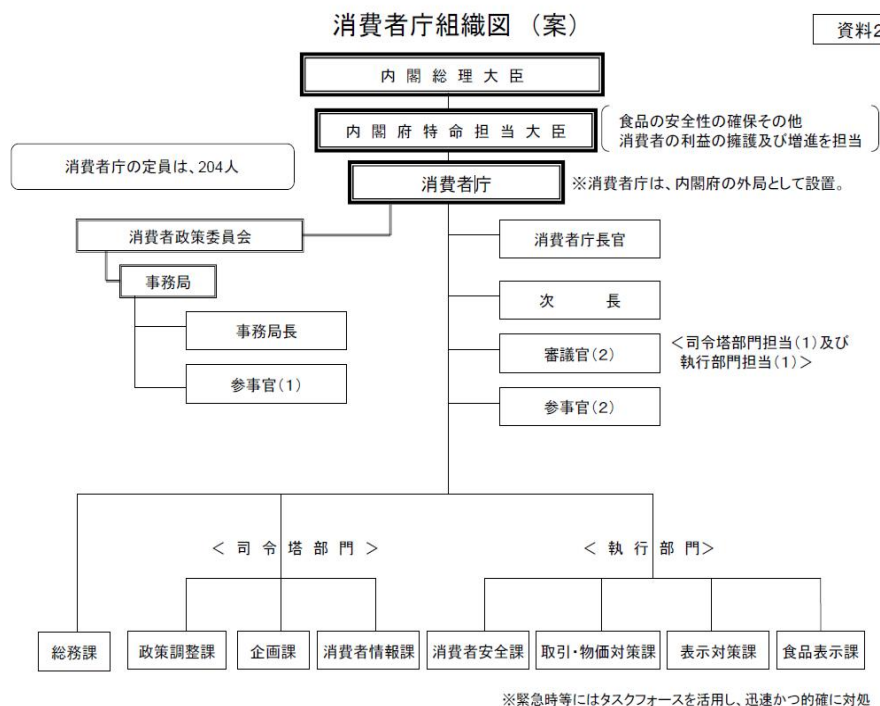 消費者庁組織図 （案）
資料2
内 閣 総 理 大 臣
内 閣 府 特 命 担 当 大 臣
食品の安全性の確保その他
消費者の利益の擁護及び増進を担当
消費者庁の定員は、204人
消費者庁
※消費者庁は、内閣府の外局として設置。
消費者政策委員会
消費者庁長官
事務局
次 長
事務局長
審議官(2)
＜司令塔部門担当(1)及び
執行部門担当(1)＞
参事官(1)
参事官(2)
＜ 司 令 塔 部 門 ＞
＜ 執 行 部 門＞
総務課
政策調整課
企画課
消費者情報課
消費者安全課
取引・物価対策課
表示対策課
食品表示課
※緊急時等にはタスクフォースを活用し、迅速かつ的確に対処